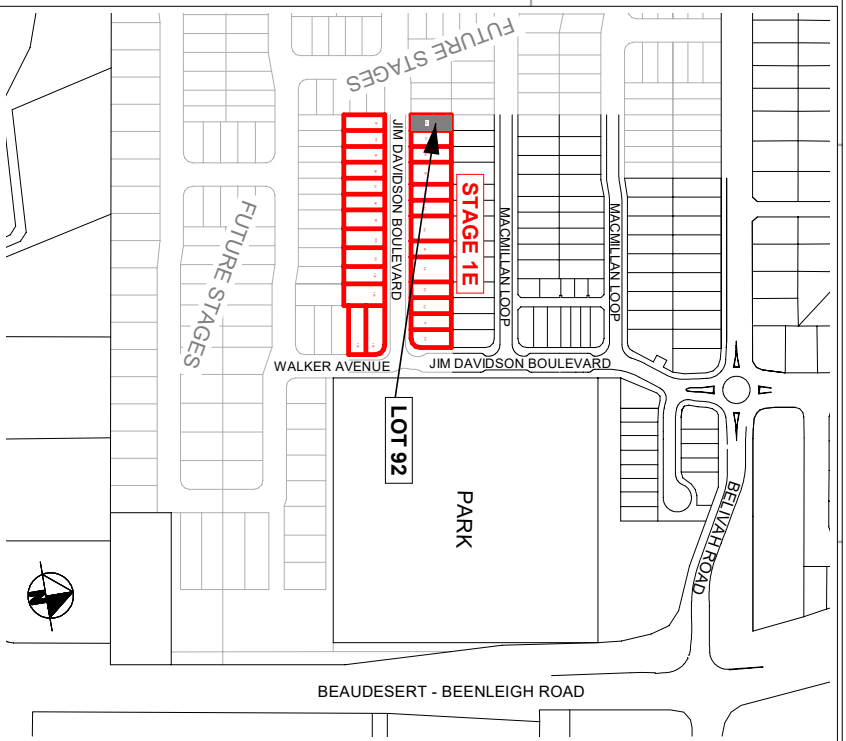 FUTURE STAGES
JIM DAVIDSON BOULEVARD
STAGE 1E
MACMILLAN LOOP
MACMILLAN LOOP
FUTURE STAGES
WALKER AVENUE
JIM DAVIDSON BOULEVARD
LOT 92
PARK
BELIVAH ROAD
N
BEAUDESERT - BEENLEIGH ROAD